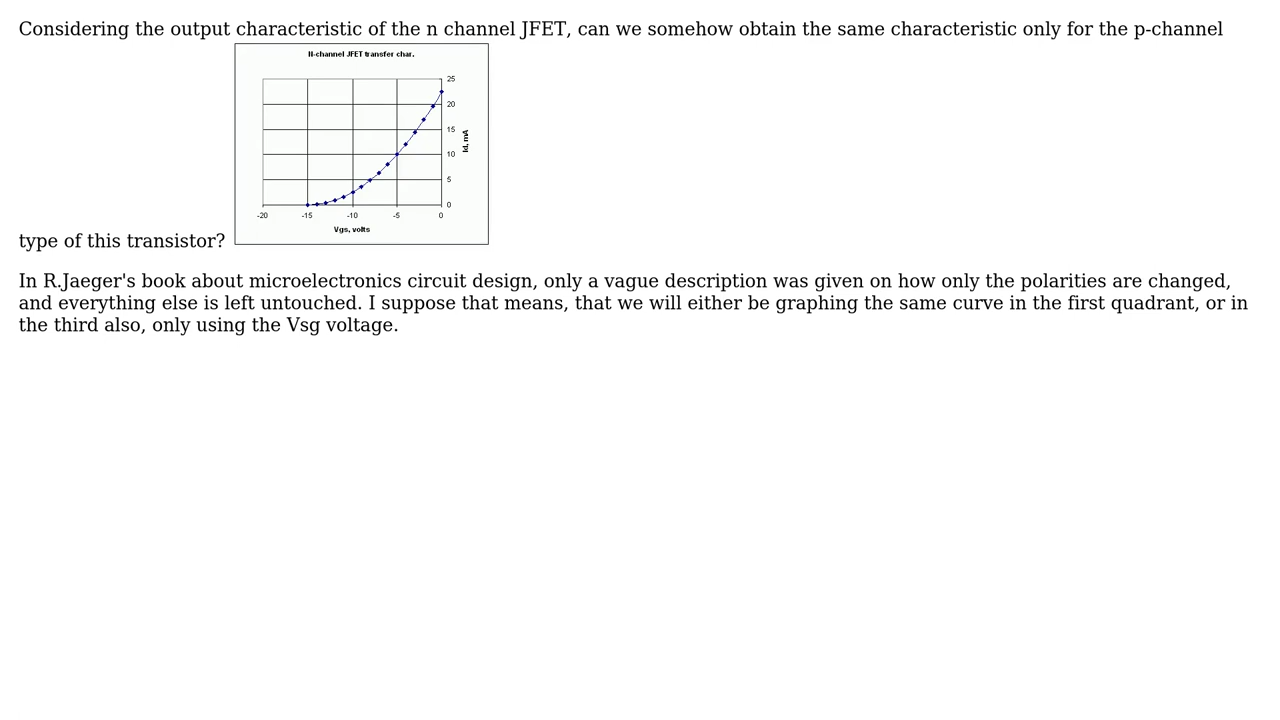 Considering the output characteristic of the n channel JFET, can we somehow obtain the same characteristic only for the p-channel
N-channel JFET transfer char.
25
20
15
10
5
0
Id, mA
-20 -15 -10 -5 0
Vgs, volts
type of this transistor?
In R.Jaeger's book about microelectronics circuit design, only a vague description was given on how only the polarities are changed,
and everything else is left untouched. I suppose that means, that we will either be graphing the same curve in the first quadrant, or in
the third also, only using the Vsg voltage.